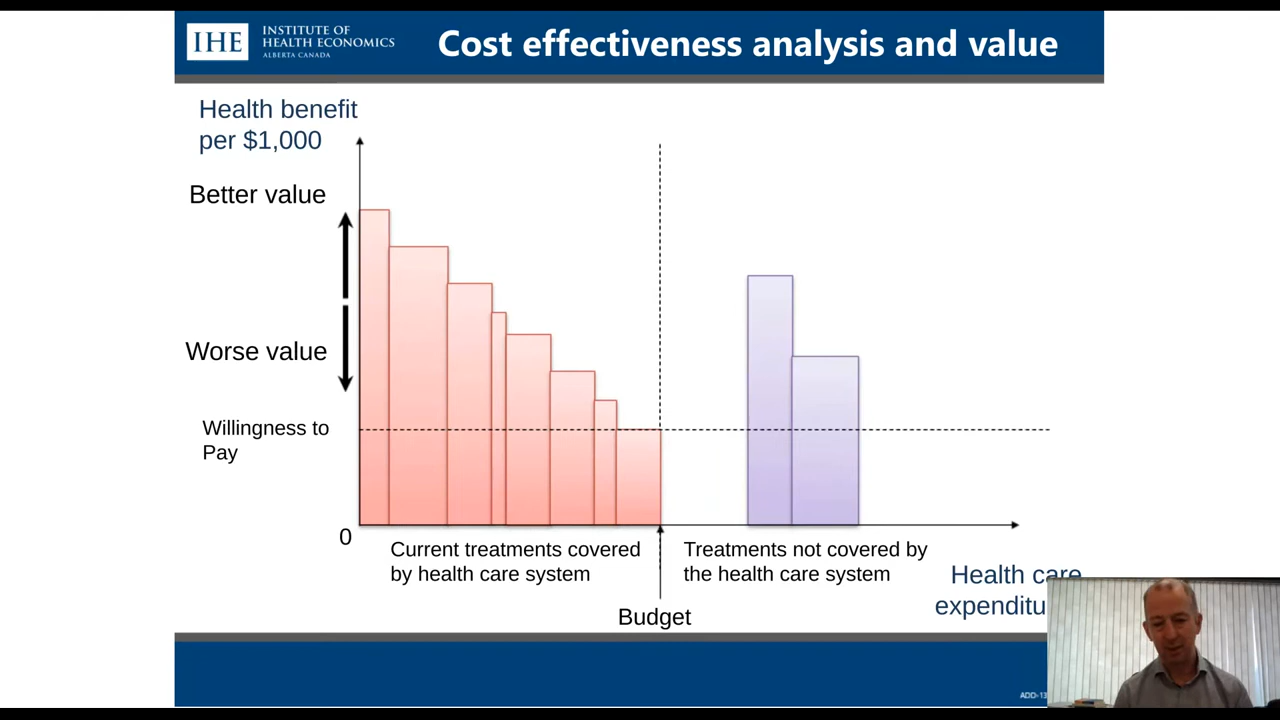 IHE
INSTITUTE OF
HEALTH ECONOMICS
ALBERTA CANADA
Cost effectiveness analysis and value
Health benefit
per $1,000
Better value
Worse value
Willingness to
Pay
0
Current treatments covered
by health care system
Treatments not covered by
the health care system
Health care
Budget